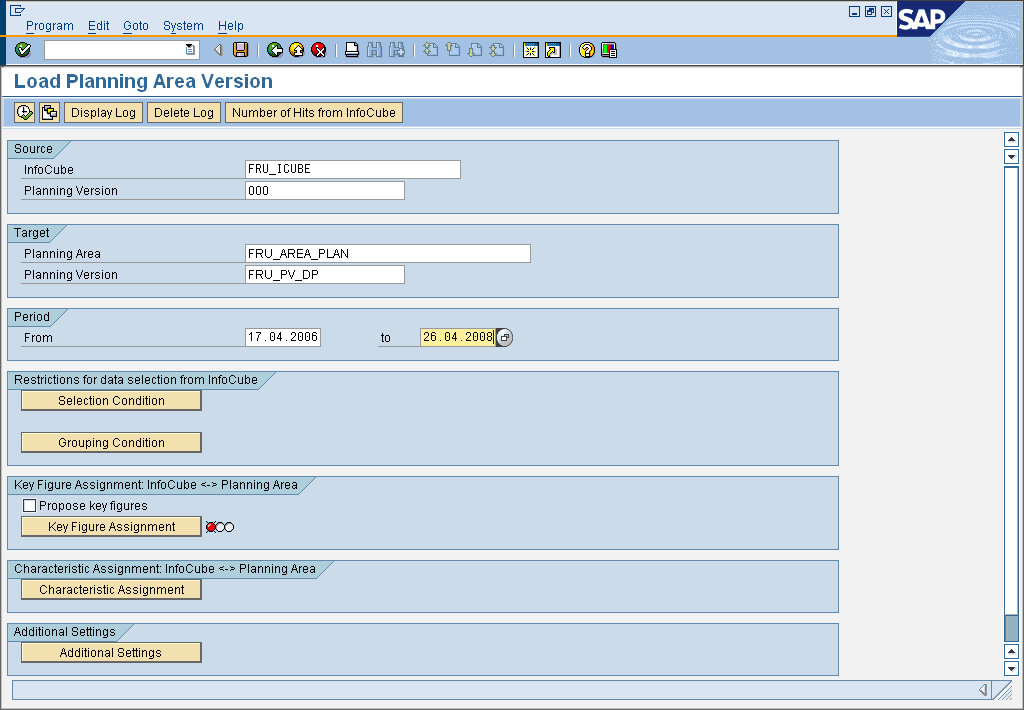 Program Edit Goto System Help
SAP
Load Planning Area Version
Display Log Delete Log Number of Hits from InfoCube
Source
InfoCube FRU_ICUBE
Planning Version 000
Target
Planning Area FRU_AREA_PLAN
Planning Version FRU_PV_DP
Period
From 17.04.2006 to 26.04.2008
Restrictions for data selection from InfoCube
Selection Condition
Grouping Condition
Key Figure Assignment: InfoCube <-> Planning Area
Propose key figures
Key Figure Assignment
Characteristic Assignment: InfoCube <-> Planning Area
Characteristic Assignment
Additional Settings
Additional Settings